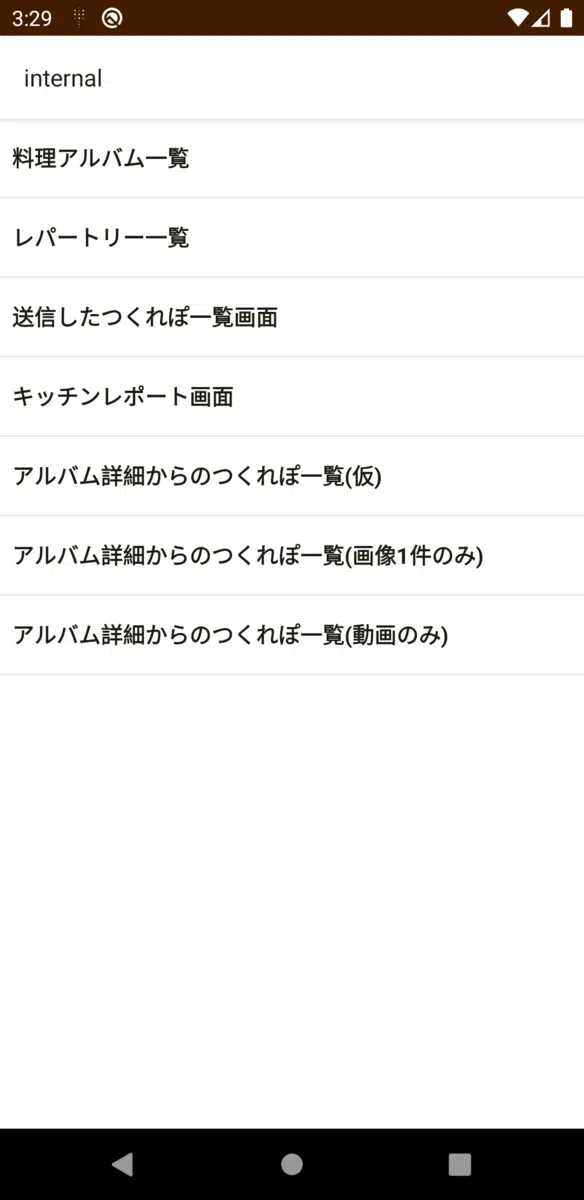 3:29
internal
料理アルバム一覧
レパートリー一覧
送信したつくれぽ一覧画面
キッチンレポート画面
アルバム詳細からのつくれぽ一覧(仮)
アルバム詳細からのつくれぽ一覧(画像1件のみ)
アルバム詳細からのつくれぽ一覧(動画のみ)